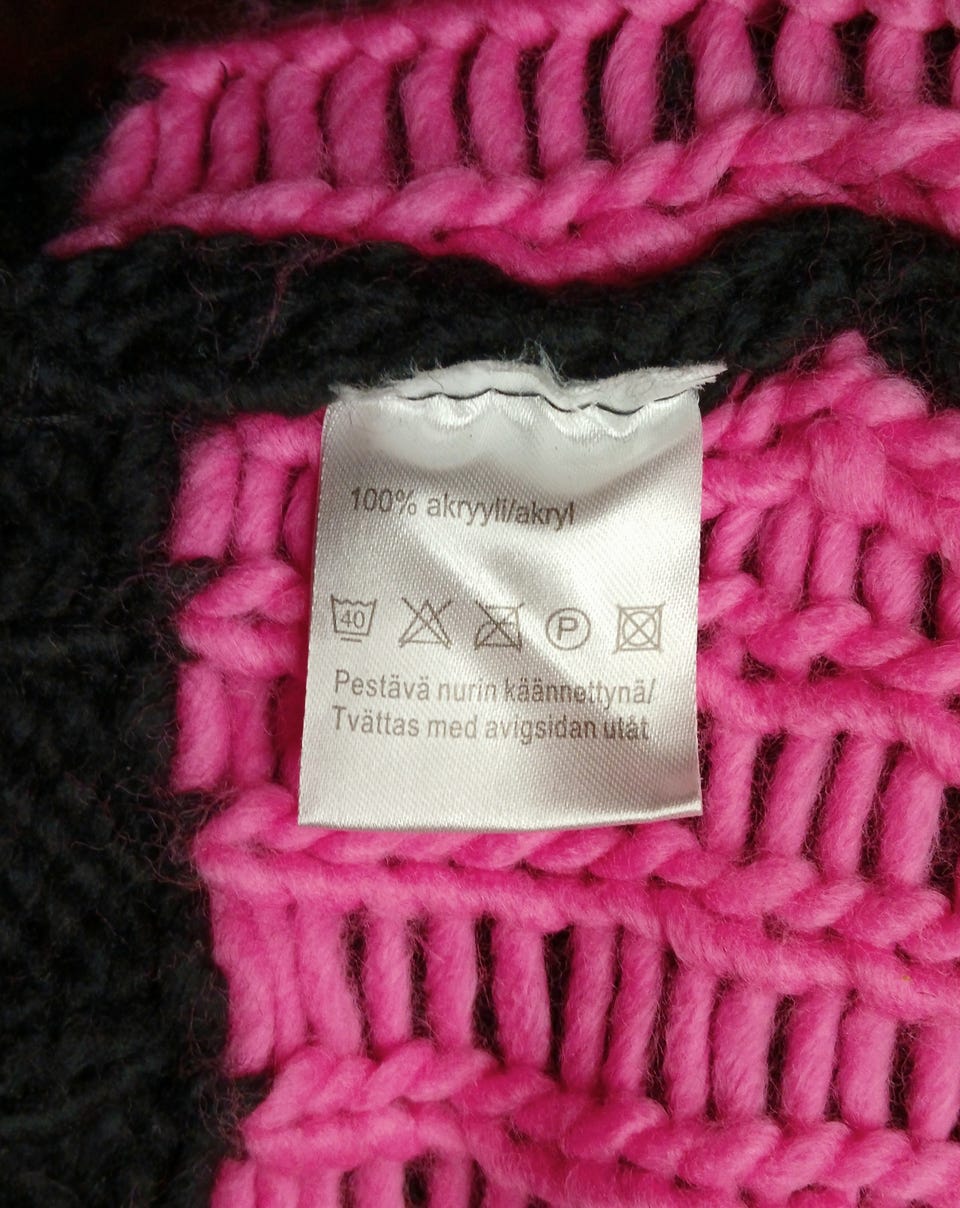 100% akryyli/akryl
40 P
Pestävä nurin käännettynä/
Tvättas med avigsidan utåt